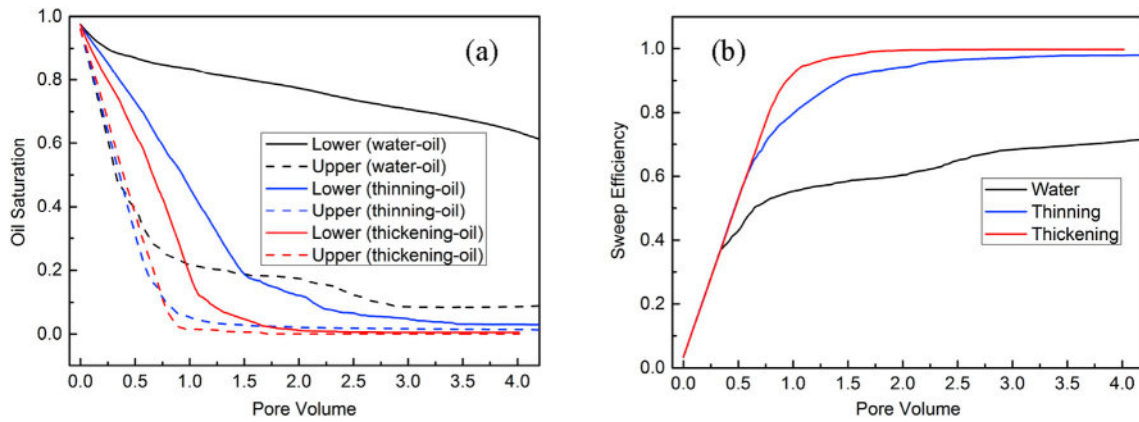 (a)
1.0
0.8
0.6
0.4
0.2
0.0
Oil Saturation
Lower (water-oil)
Upper (water-oil)
Lower (thinning-oil)
Upper (thinning-oil)
Lower (thickening-oil)
Upper (thickening-oil)
0.0 0.5 1.0 1.5 2.0 2.5 3.0 3.5 4.0
Pore Volume
(b)
1.0
0.8
0.6
0.4
0.2
0.0
Sweep Efficiency
Water
Thinning
Thickening
0.0 0.5 1.0 1.5 2.0 2.5 3.0 3.5 4.0
Pore Volume